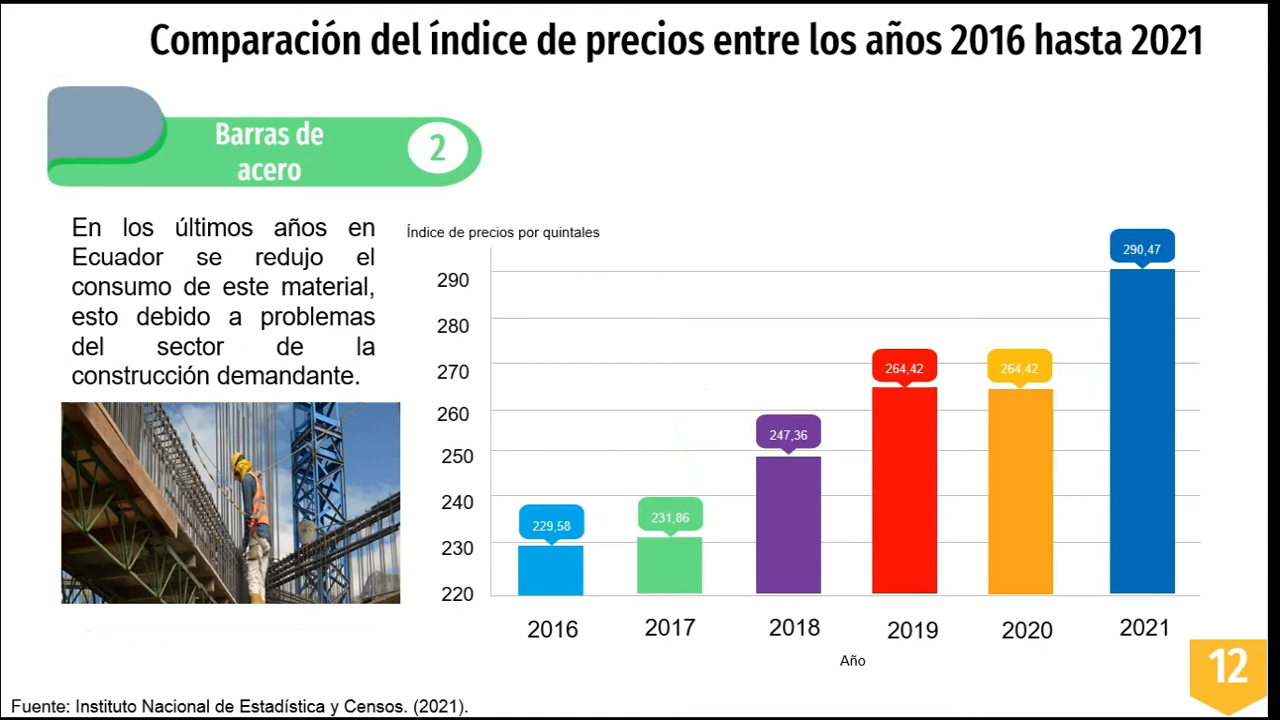 Comparación del índice de precios entre los años 2016 hasta 2021
Barras de
acero
2
En los últimos años en
Ecuador se redujo el
consumo de este material,
esto debido a problemas
del sector de la
construcción demandante.
Índice de precios por quintales
290
280
270
260
250
240
230
220
229,58
231,86
247,36
264,42
264,42
290,47
2016
2017
2018
2019
2020
2021
Año
12
Fuente: Instituto Nacional de Estadística y Censos. (2021).